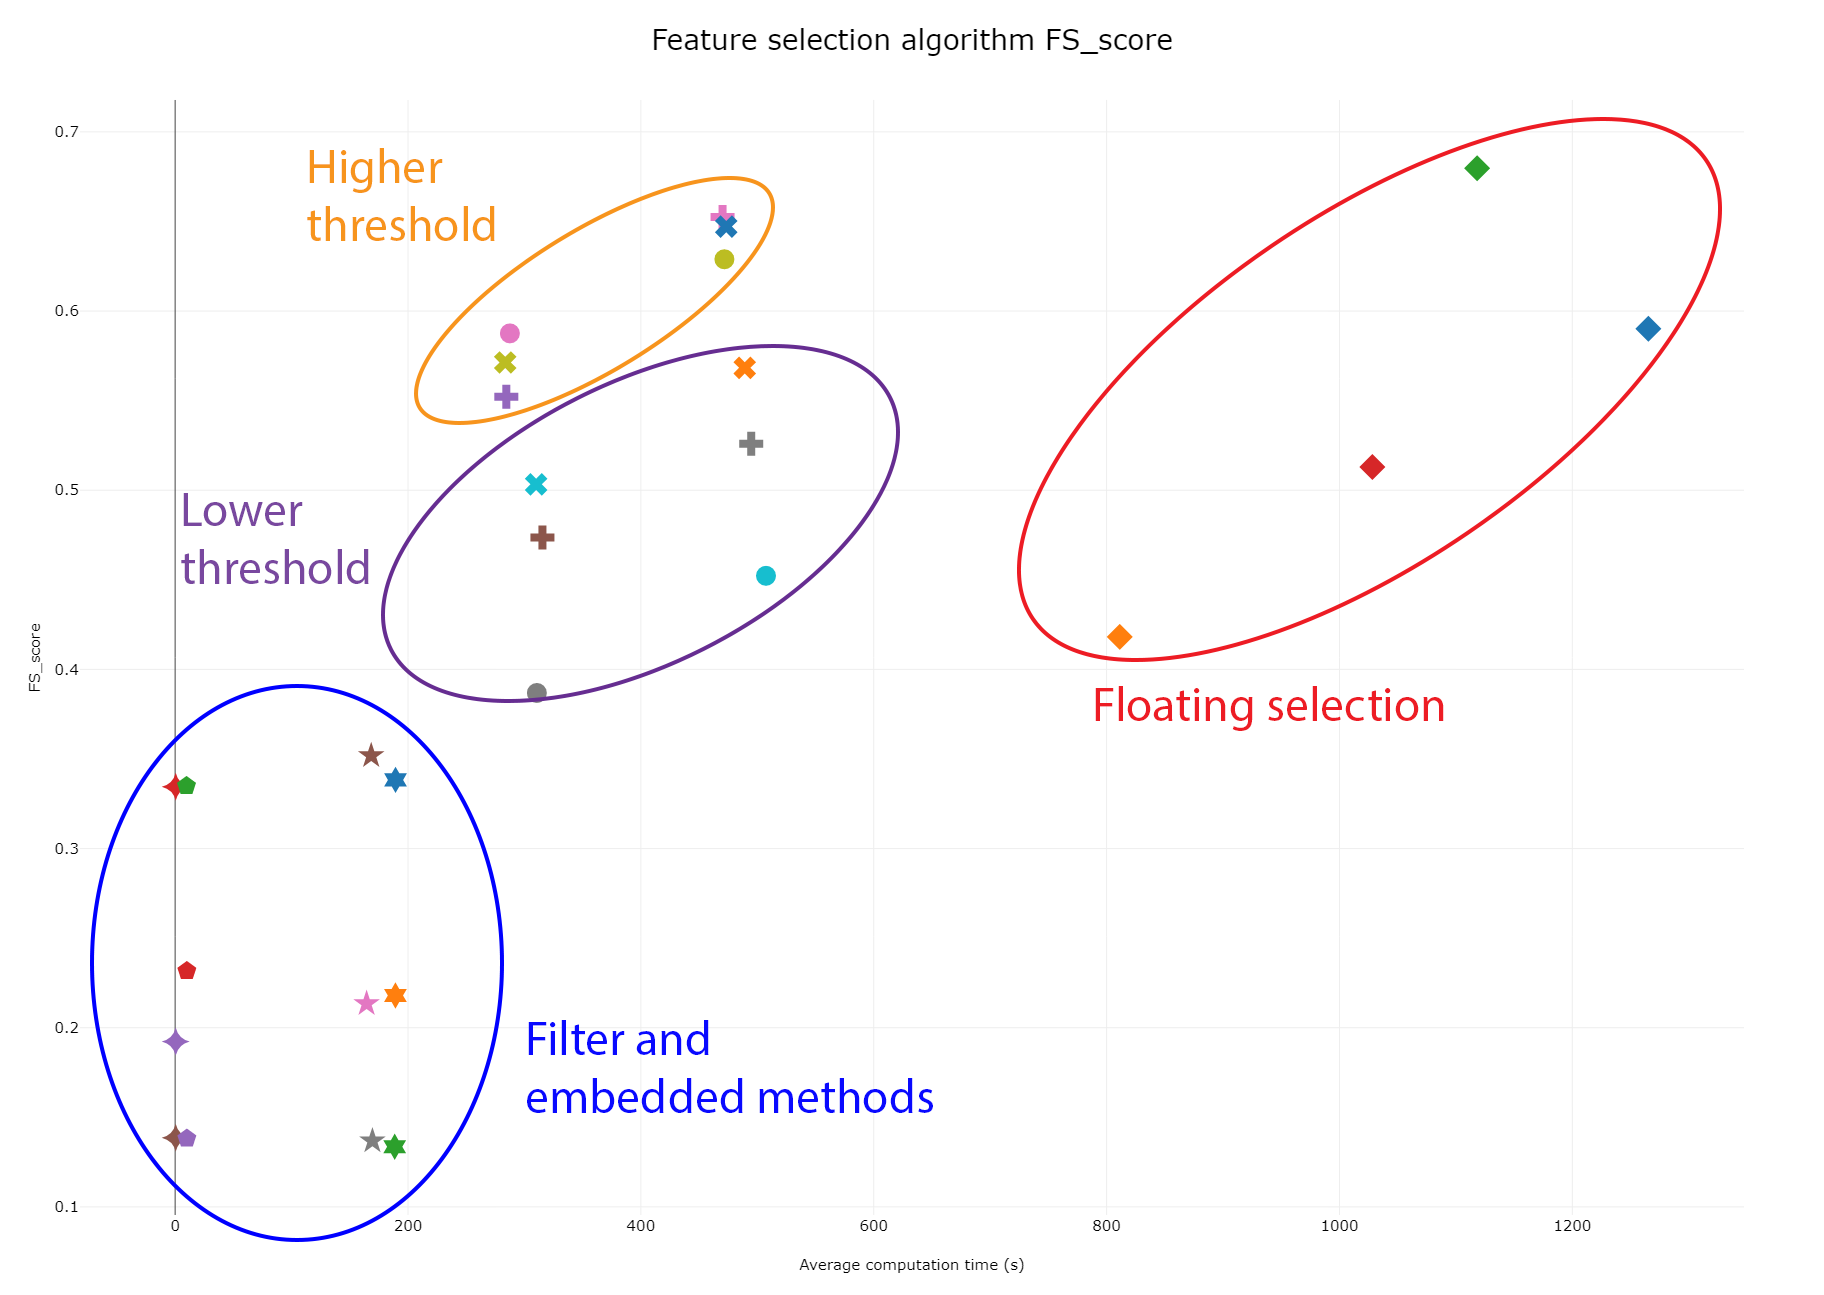 Feature selection algorithm FS_score
0.7
0.6
0.5
0.4
0.3
0.2
0.1
FS_score
Higher
threshold
Lower
threshold
Floating selection
Filter and
embedded methods
0 200 400 600 800 1000 1200
Average computation time (s)